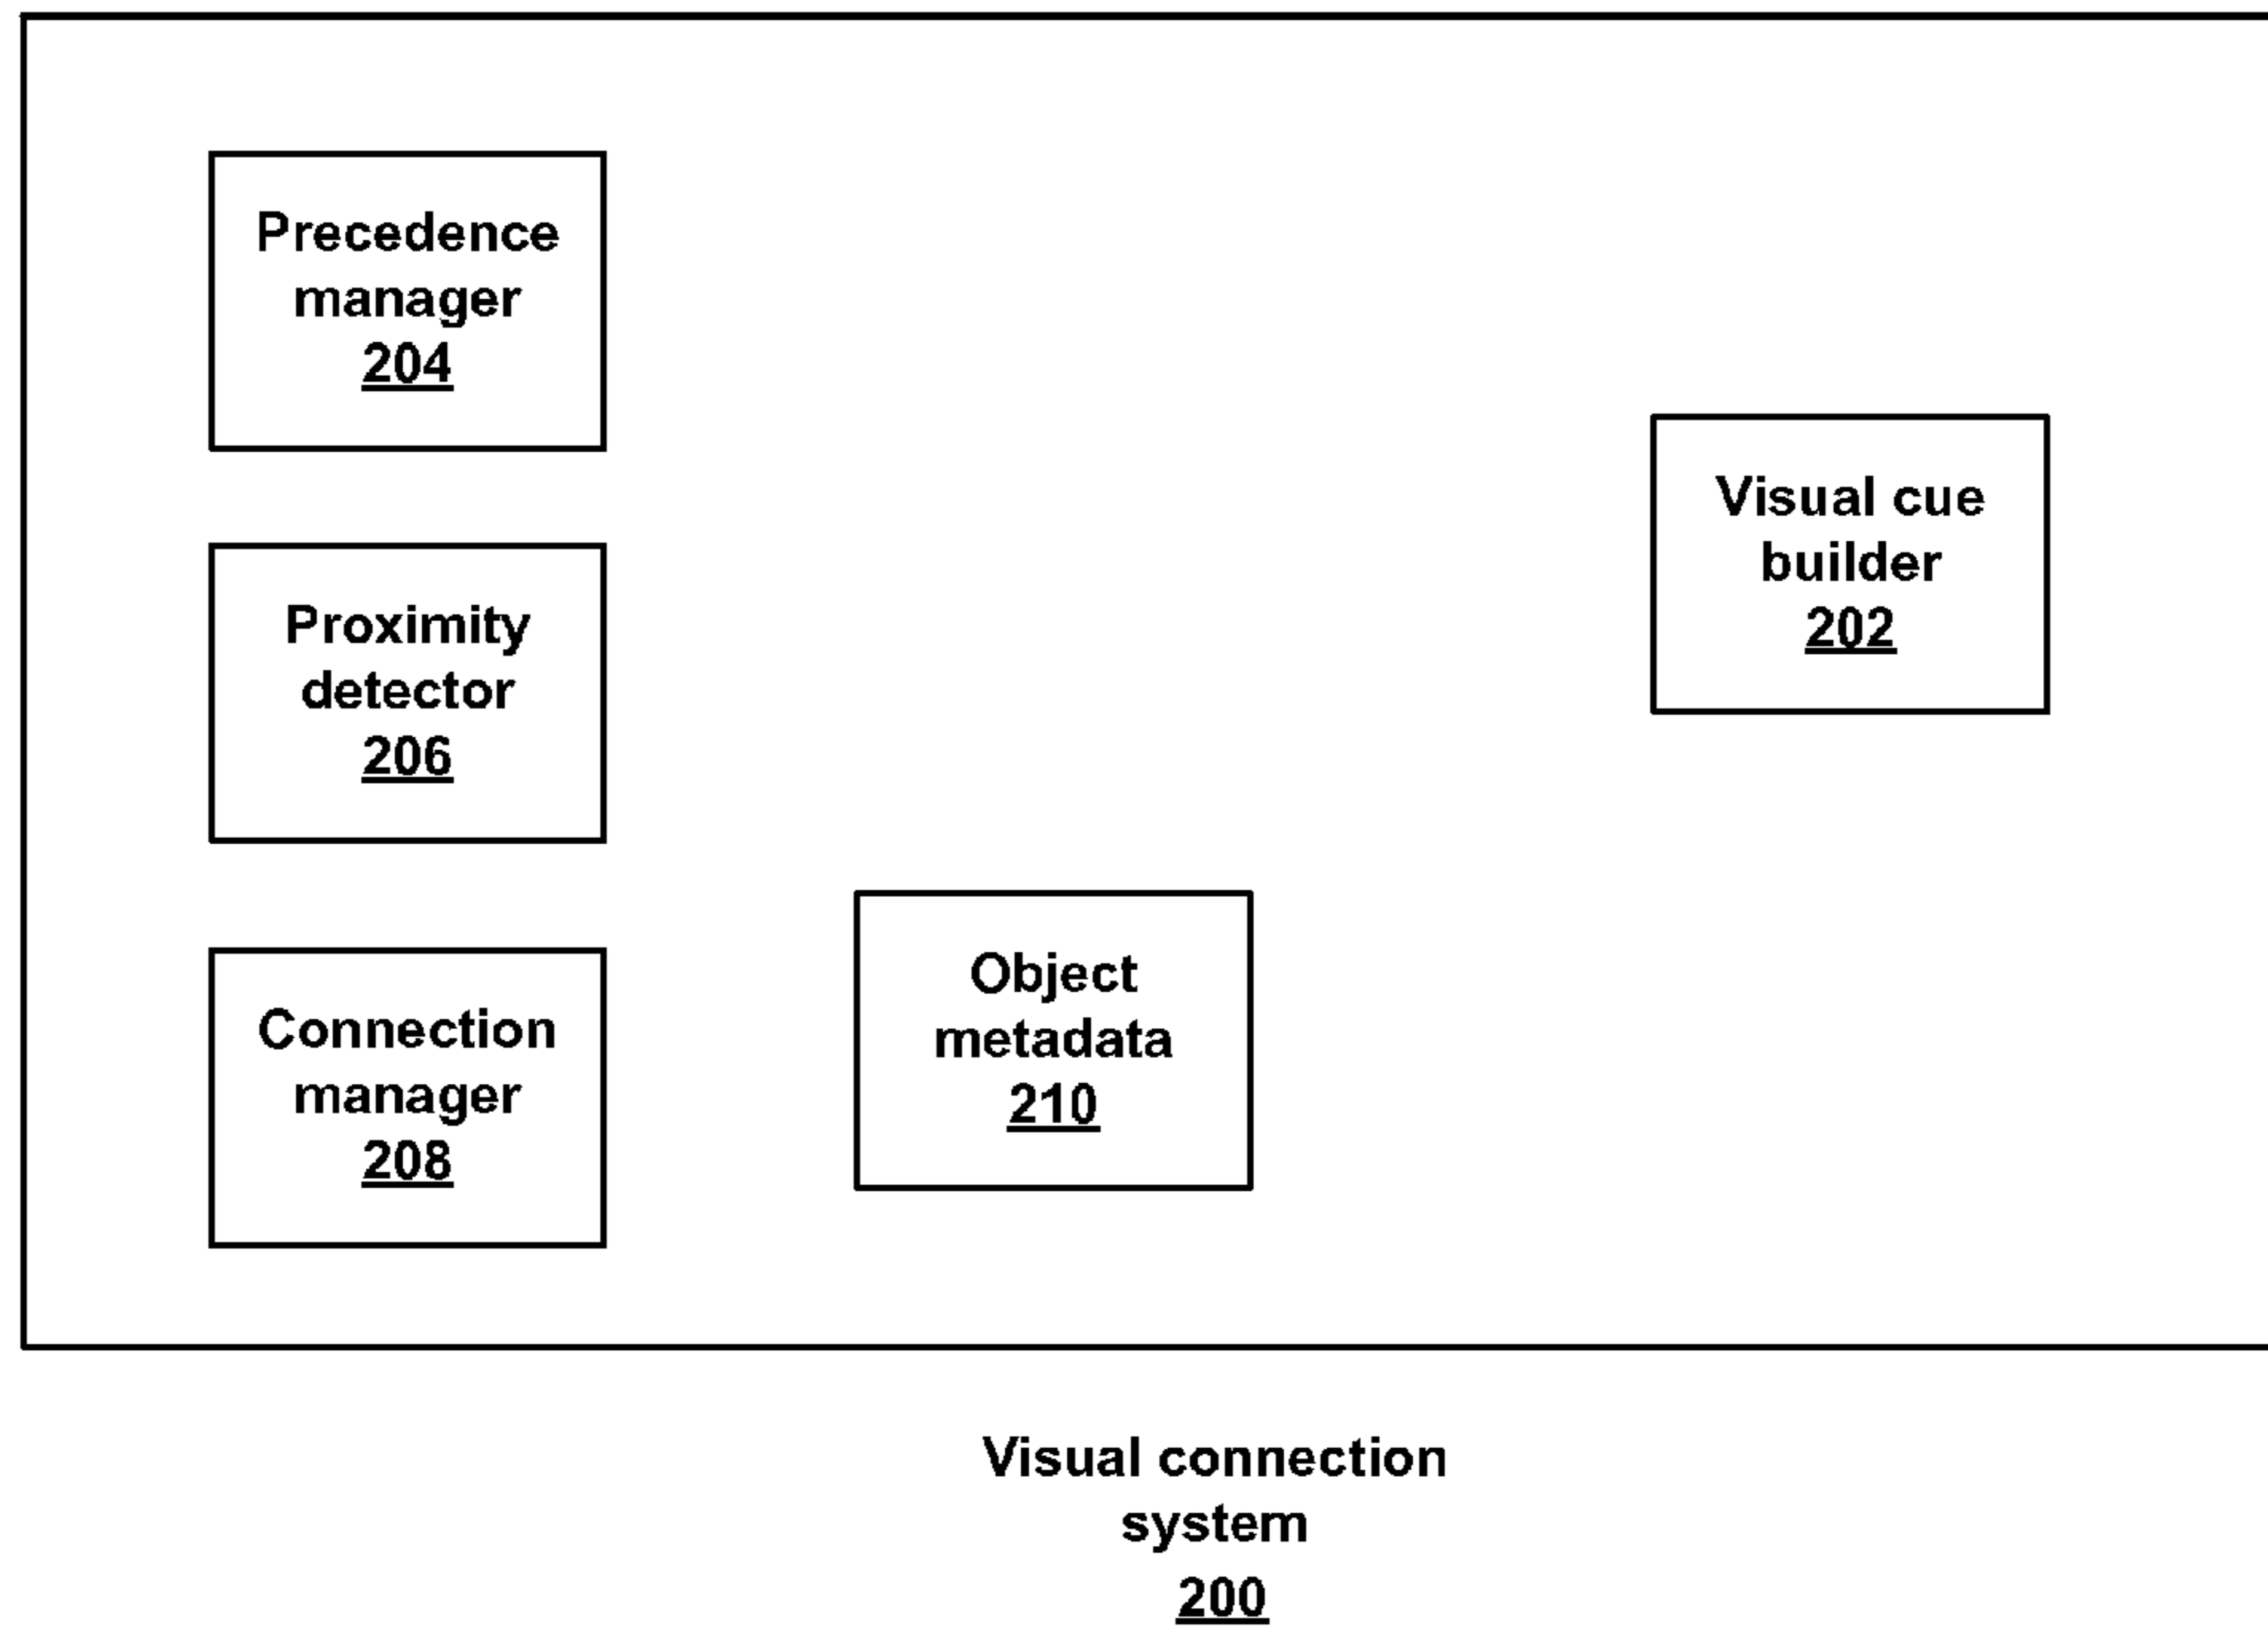 Precedence
manager
204
Proximity
detector
206
Connection
manager
208
Object
metadata
210
Visual cue
builder
202
Visual connection
system
200